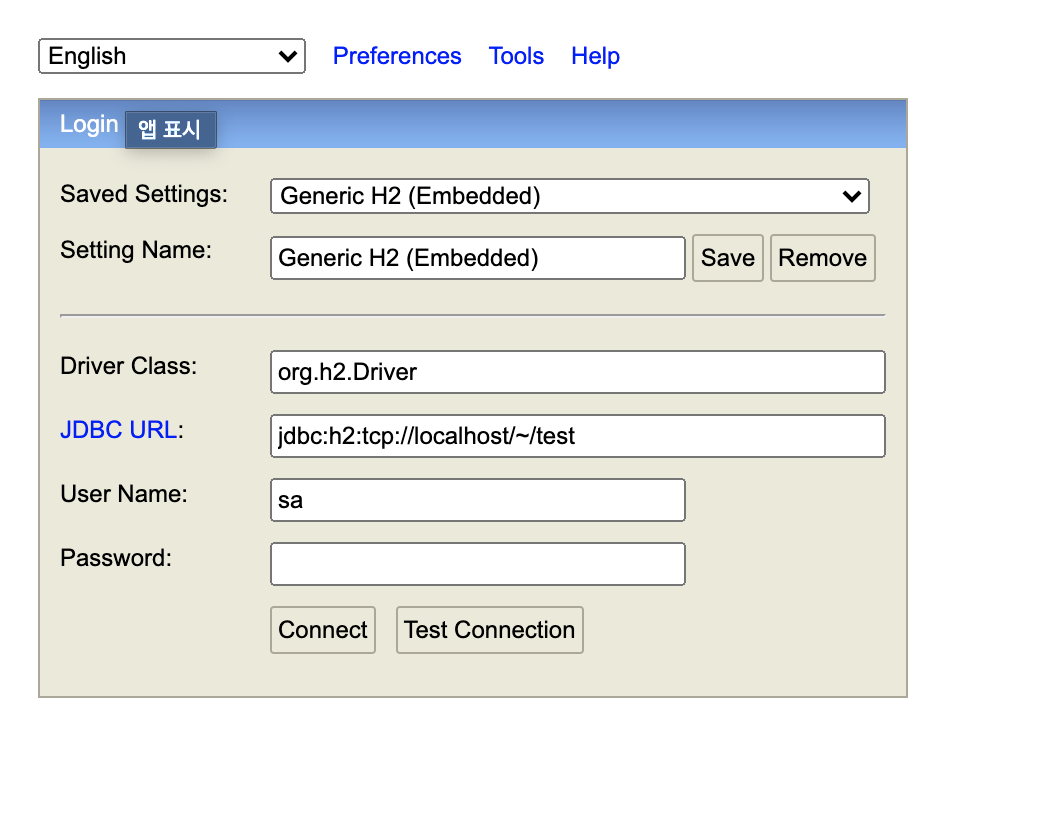 English Preferences Tools Help
Login 앱 표시
Saved Settings: Generic H2 (Embedded)
Setting Name: Generic H2 (Embedded) Save Remove
Driver Class: org.h2.Driver
JDBC URL: jdbc:h2:tcp://localhost/~/test
User Name: sa
Password:
Connect Test Connection